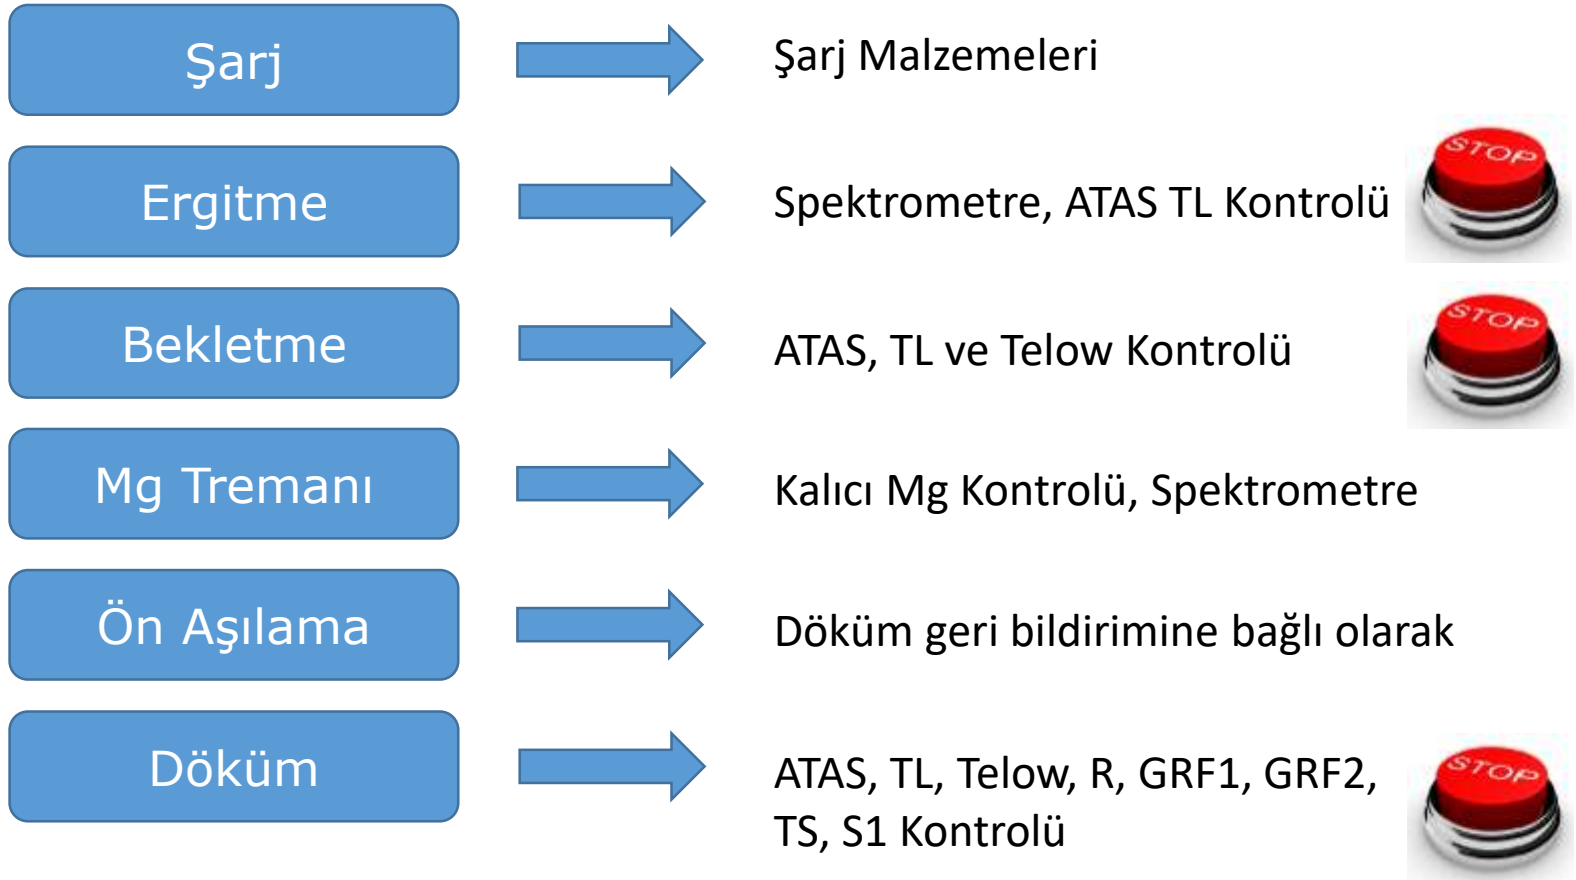 Şarj
Şarj Malzemeleri
STOP
Ergitme
Spektrometre, ATAS TL Kontrolü
STOP
Bekletme
ATAS, TL ve Telow Kontrolü
Mg Tremanı
Kalıcı Mg Kontrolü, Spektrometre
Ön Aşılama
Döküm geri bildirimine bağlı olarak
Döküm
ATAS, TL, Telow, R, GRF1, GRF2,
TS, S1 Kontrolü
STOP